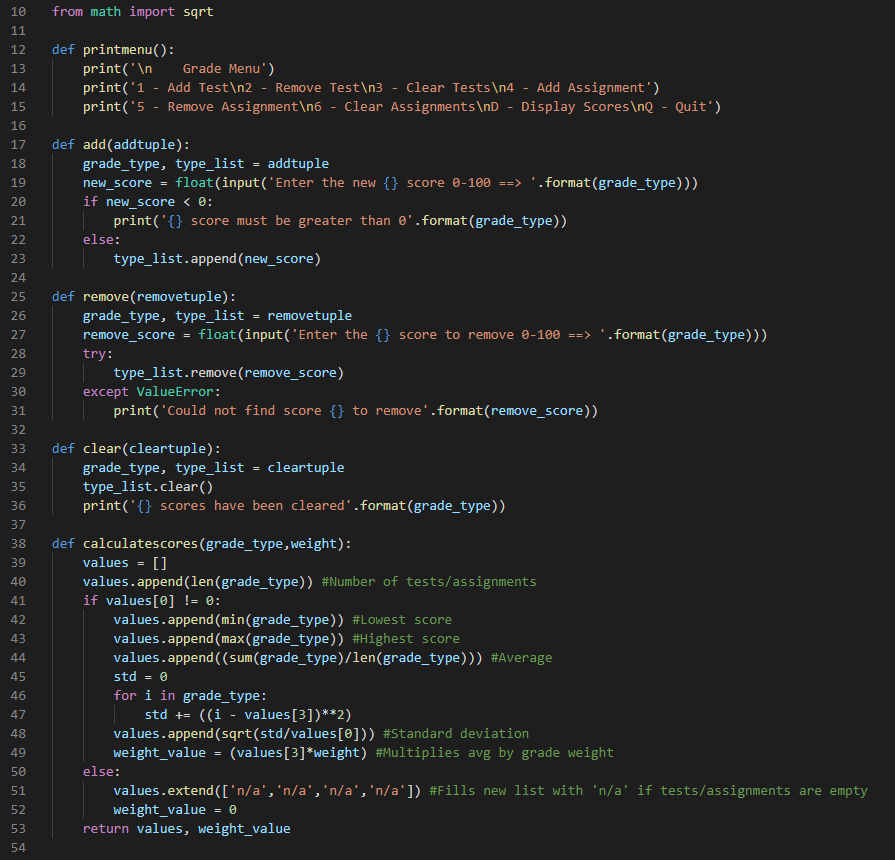 10 from math import sqrt
11
12 def printmenu():
13     print('\n    Grade Menu')
14     print('1 - Add Test\n2 - Remove Test\n3 - Clear Tests\n4 - Add Assignment')
15     print('5 - Remove Assignment\n6 - Clear Assignments\nD - Display Scores\nQ - Quit')
16
17 def add(addtuple):
18     grade_type, type_list = addtuple
19     new_score = float(input('Enter the new {} score 0-100 ==> '.format(grade_type)))
20     if new_score < 0:
21         print('{} score must be greater than 0'.format(grade_type))
22     else:
23         type_list.append(new_score)
24
25 def remove(removetuple):
26     grade_type, type_list = removetuple
27     remove_score = float(input('Enter the {} score to remove 0-100 ==> '.format(grade_type)))
28     try:
29         type_list.remove(remove_score)
30     except ValueError:
31         print('Could not find score {} to remove'.format(remove_score))
32
33 def clear(cleartuple):
34     grade_type, type_list = cleartuple
35     type_list.clear()
36     print('{} scores have been cleared'.format(grade_type))
37
38 def calculatescores(grade_type,weight):
39     values = []
40     values.append(len(grade_type)) #Number of tests/assignments
41     if values[0] != 0:
42         values.append(min(grade_type)) #Lowest score
43         values.append(max(grade_type)) #Highest score
44         values.append((sum(grade_type)/len(grade_type))) #Average
45         std = 0
46         for i in grade_type:
47             std += ((i - values[3])**2)
48         values.append(sqrt(std/values[0])) #Standard deviation
49         weight_value = (values[3]*weight) #Multiplies avg by grade weight
50     else:
51         values.extend(['n/a','n/a','n/a','n/a']) #Fills new list with 'n/a' if tests/assignments are empty
52         weight_value = 0
53     return values, weight_value
54